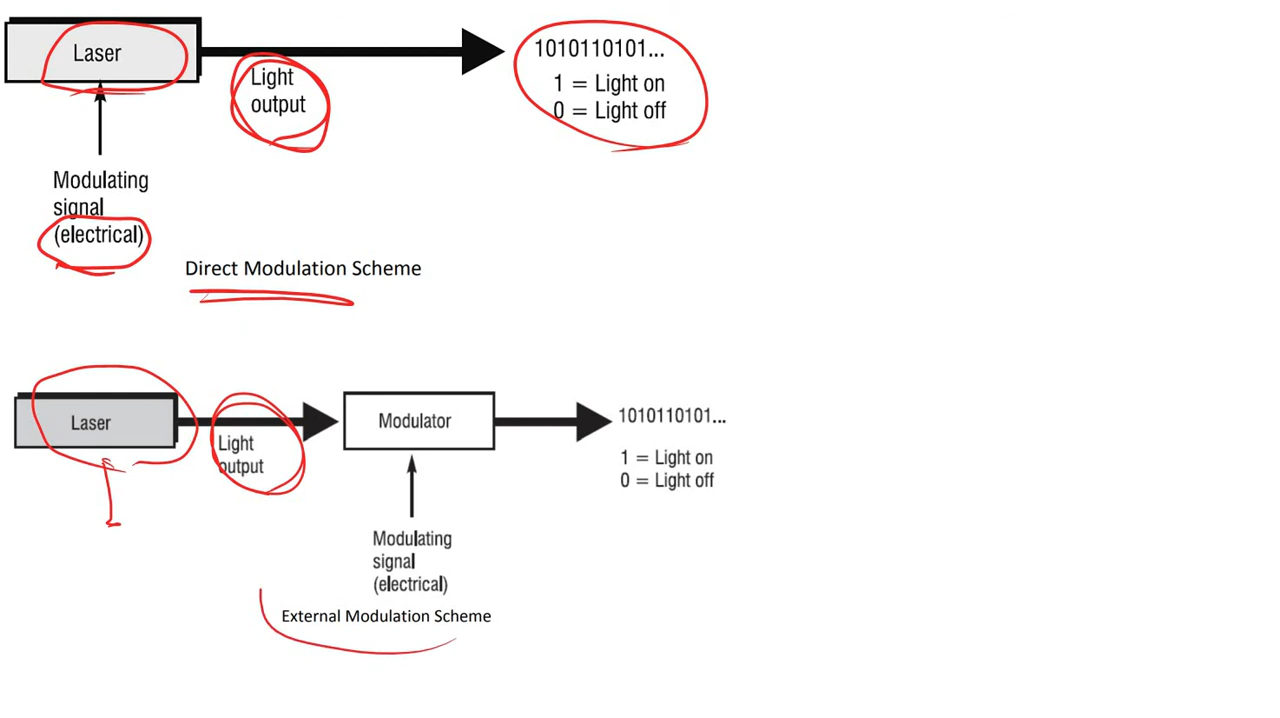 Laser
Light
output
1010110101...
1 = Light on
0 = Light off
Modulating
signal
(electrical)
Direct Modulation Scheme
Laser
Light
output
Modulator
1010110101...
1 = Light on
0 = Light off
Modulating
signal
(electrical)
External Modulation Scheme